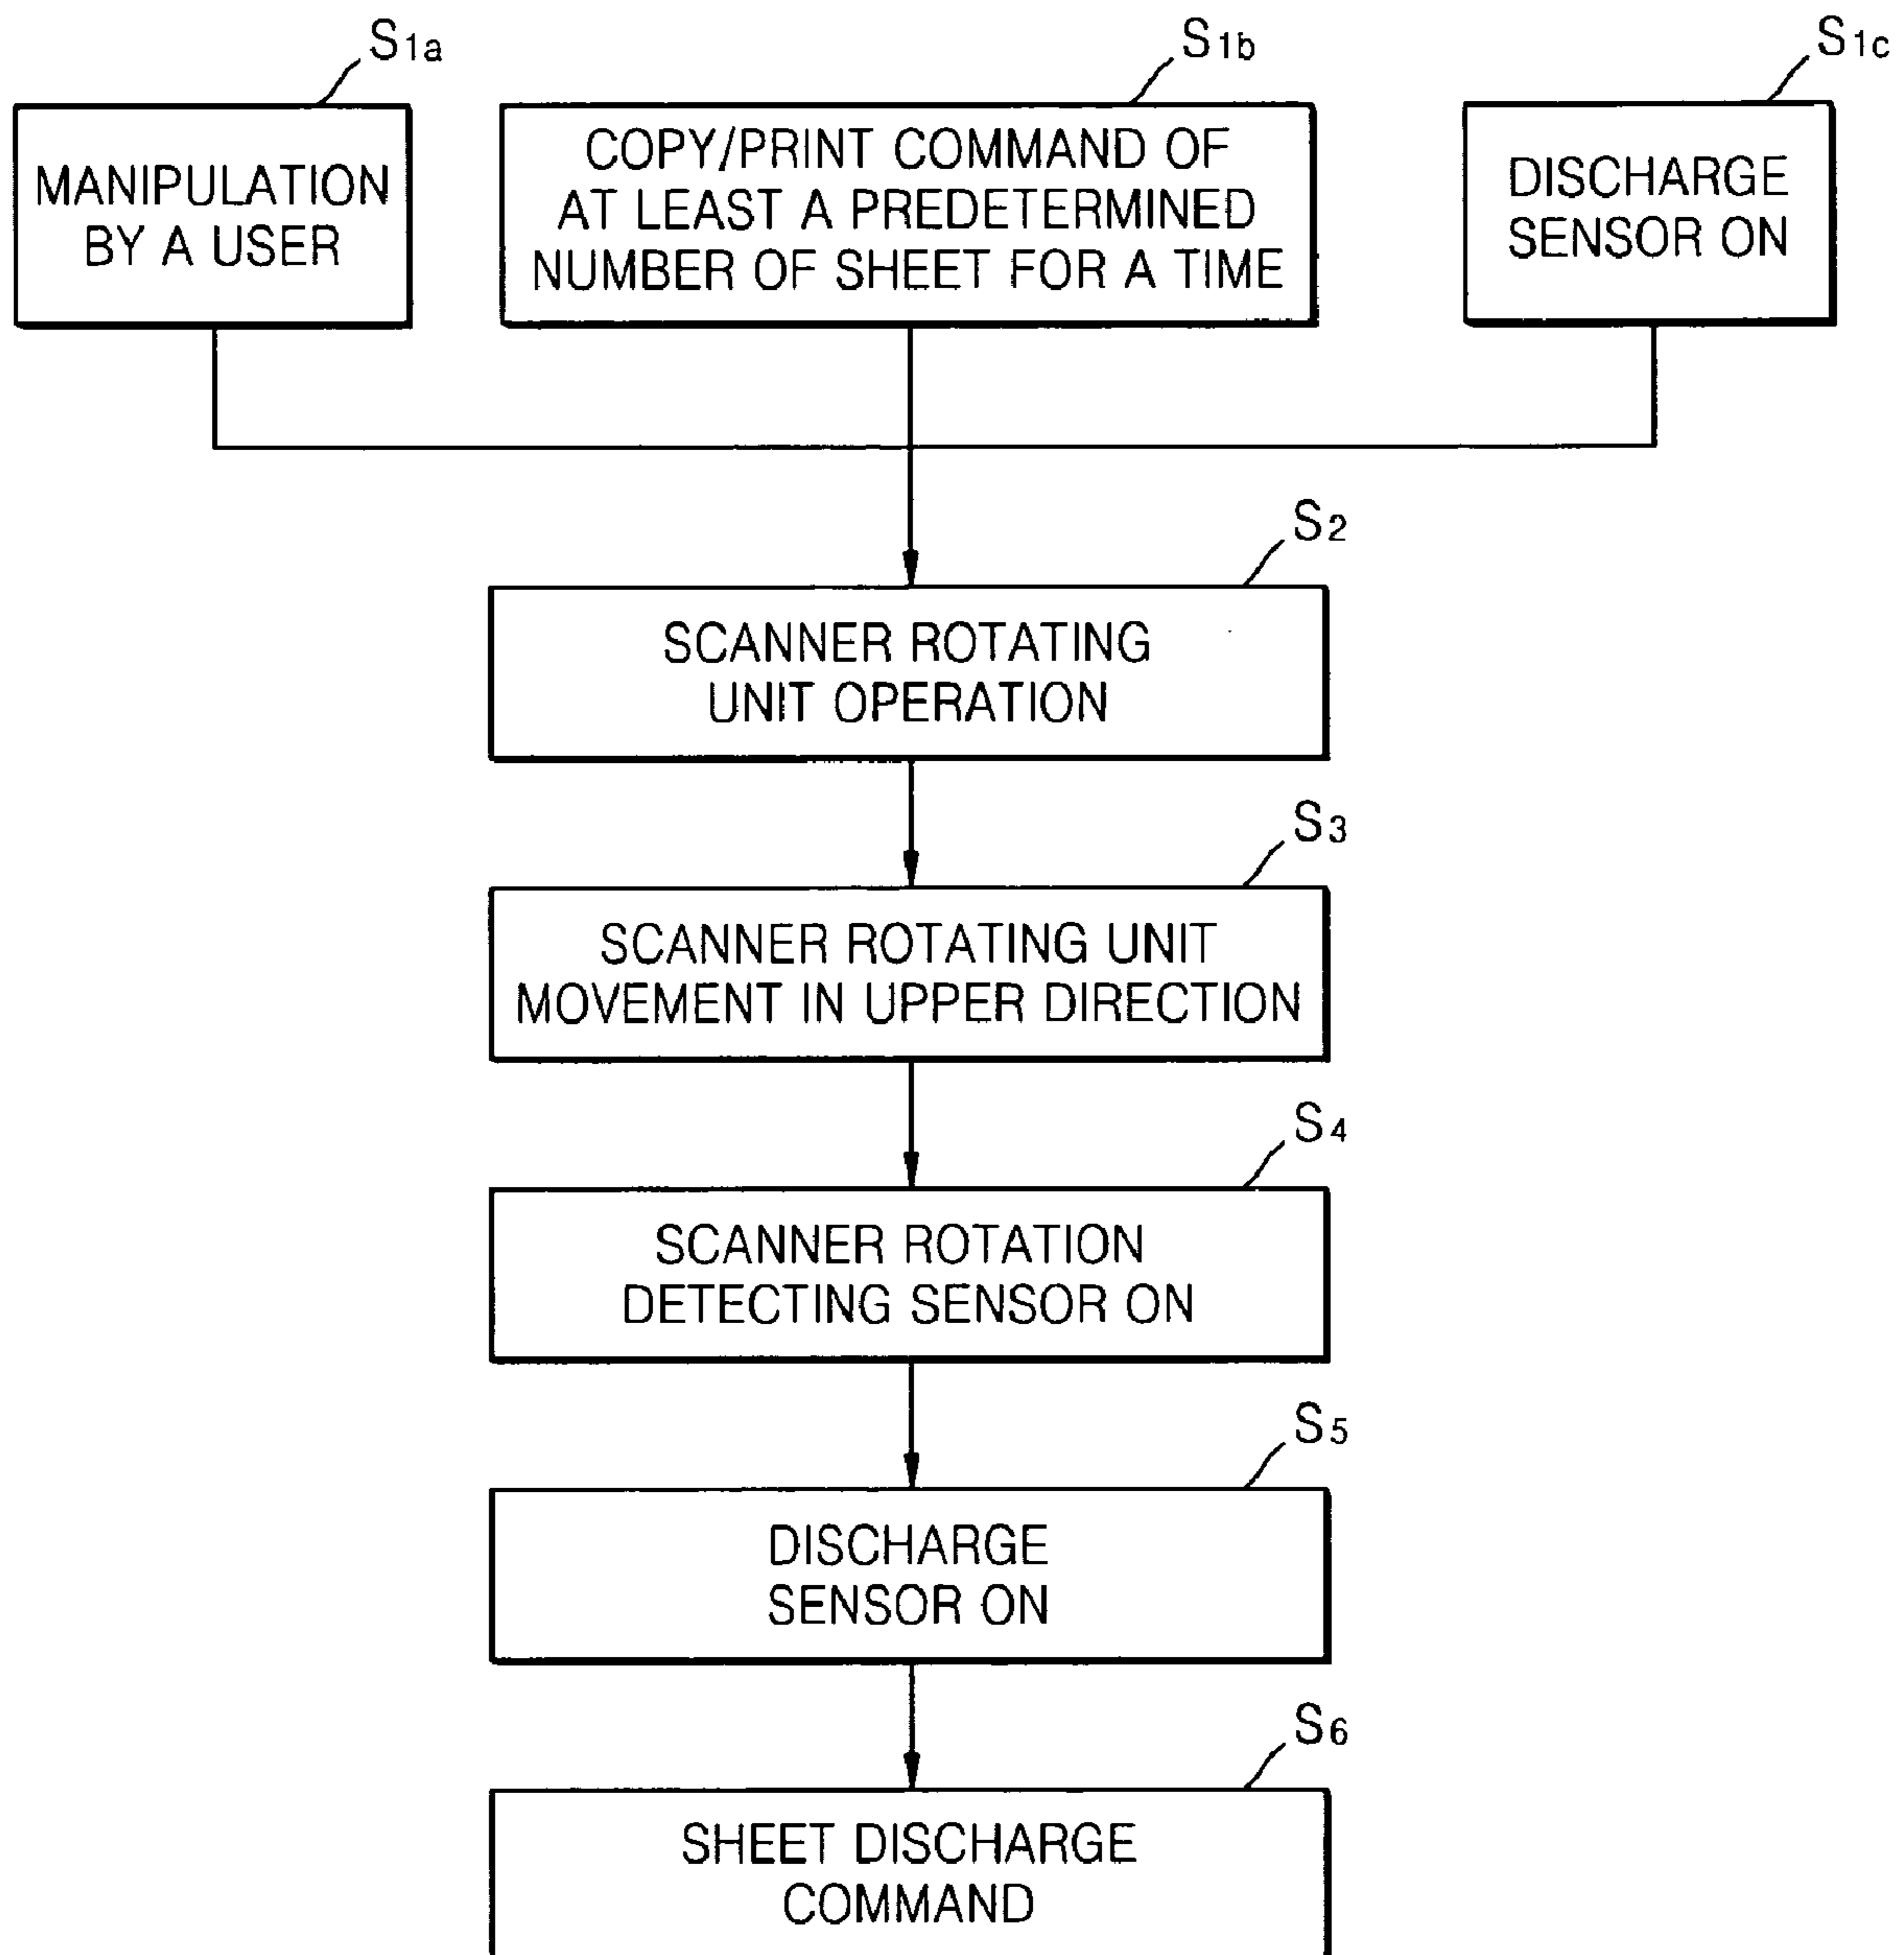 S1a
S1b
S1c
MANIPULATION
BY A USER
COPY/PRINT COMMAND OF
AT LEAST A PREDETERMINED
NUMBER OF SHEET FOR A TIME
DISCHARGE
SENSOR ON
S2
SCANNER ROTATING
UNIT OPERATION
S3
SCANNER ROTATING UNIT
MOVEMENT IN UPPER DIRECTION
S4
SCANNER ROTATION
DETECTING SENSOR ON
S5
DISCHARGE
SENSOR ON
S6
SHEET DISCHARGE
COMMAND